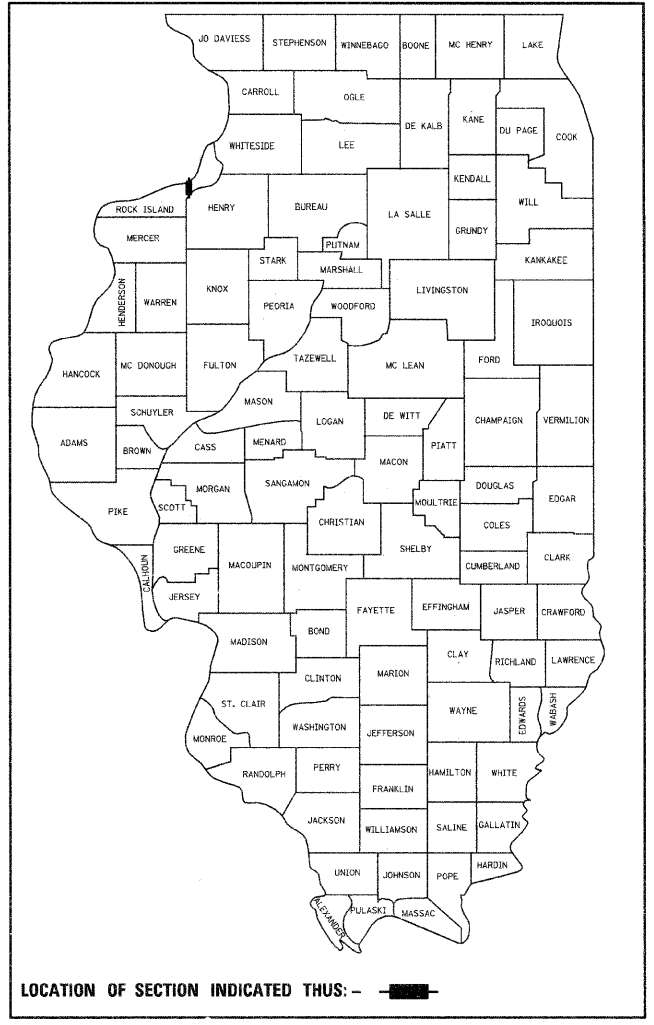 JO DAVIESS STEPHENSON WINNEBAGO BOONE MC HENRY LAKE
CARROLL OGLE DE KALB KANE DU PAGE COOK
WHITESIDE LEE
KENDALL WILL
ROCK ISLAND HENRY BUREAU LA SALLE
MERCER PUTNAM GRUNDY
STARK MARSHALL KANKAKEE
HENDERSON WARREN KNOX PEORIA WOODFORD LIVINGSTON
IROQUOIS
HANCOCK MC DONOUGH FULTON TAZEWELL MC LEAN FORD
MASON
SCHUYLER LOGAN DE WITT CHAMPAIGN VERMILION
ADAMS BROWN CASS MENARD PIATT
MACON
MORGAN SANGAMON DOUGLAS
PIKE SCOTT CHRISTIAN MOULTRIE EDGAR
COLES
GREENE MACOUPIN SHELBY
CALHOUN MONTGOMERY CUMBERLAND CLARK
JERSEY
FAYETTE EFFINGHAM JASPER CRAWFORD
MADISON BOND
CLAY RICHLAND LAWRENCE
CLINTON MARION
ST. CLAIR WAYNE EDWARDS WABASH
WASHINGTON
MONROE JEFFERSON
RANDOLPH PERRY HAMILTON WHITE
FRANKLIN
JACKSON WILLIAMSON SALINE GALLATIN
UNION JOHNSON POPE HARDIN
ALEXANDER PULASKI MASSAC
LOCATION OF SECTION INDICATED THUS: -